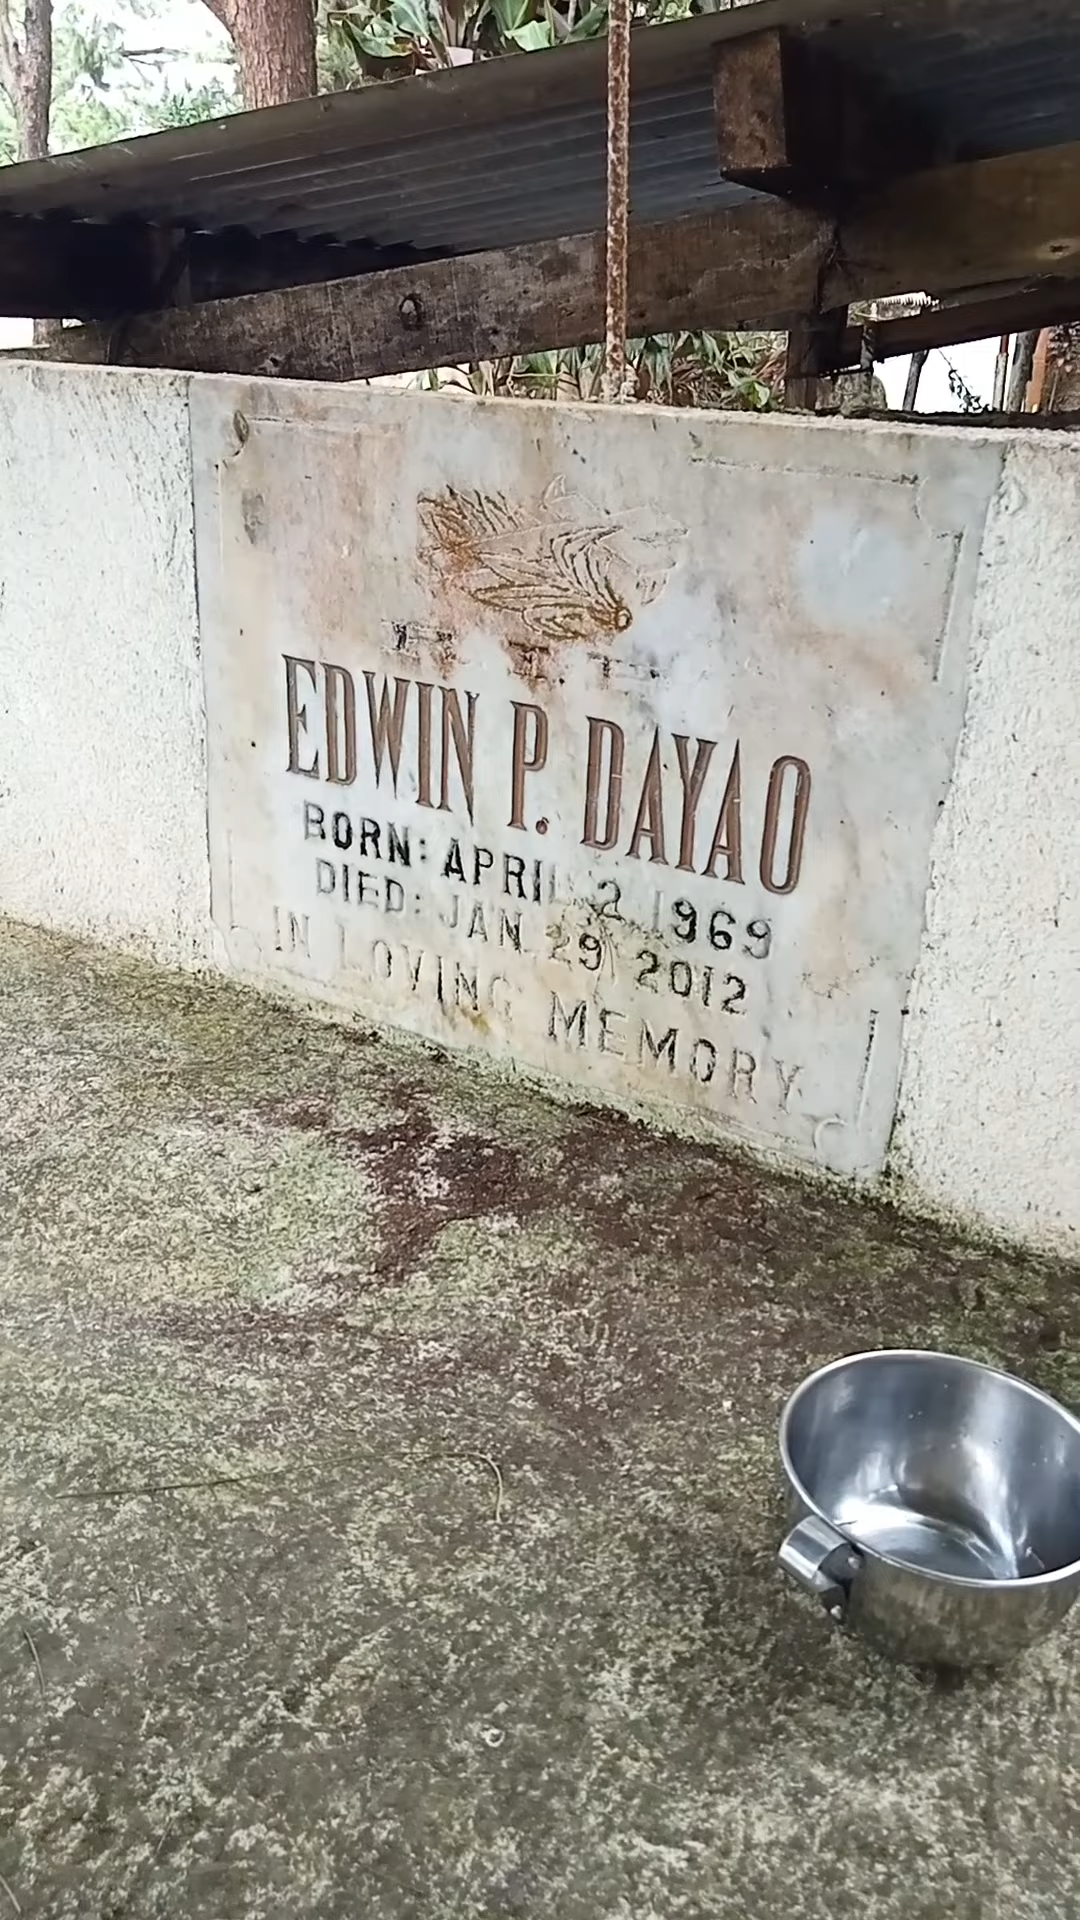 EDWIN P. DAYAO
BORN: APRIL 2 1969
DIED: JAN. 29 2012
IN LOVING MEMORY